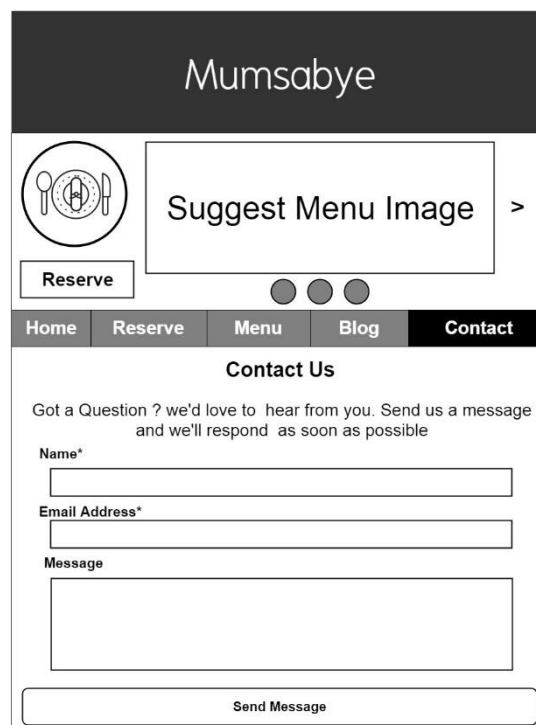 Mumsabye
Suggest Menu Image
>
Reserve
Home Reserve Menu Blog Contact
Contact Us
Got a Question ? we'd love to hear from you. Send us a message
and we'll respond as soon as possible
Name*
Email Address*
Message
Send Message